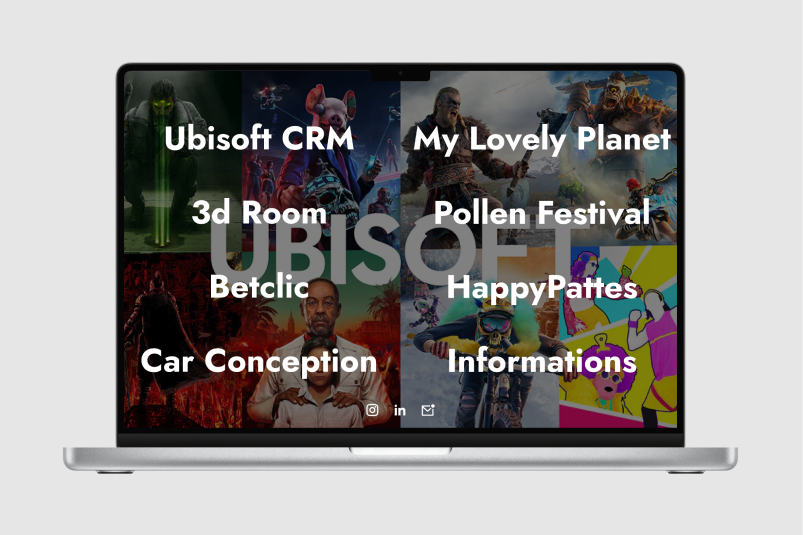 Ubisoft CRM
My Lovely Planet
3d Room
Pollen Festival
UBISOFT
Betclic
HappyPattes
Car Conception
Informations
in